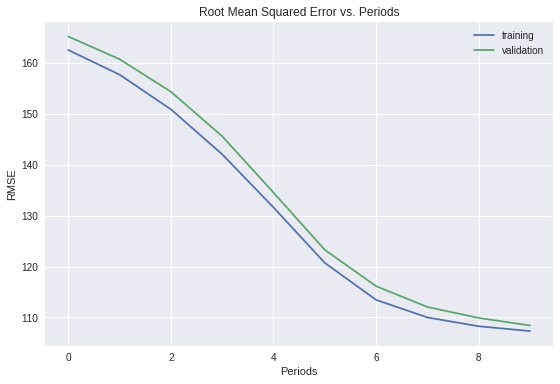 Root Mean Squared Error vs. Periods
training
validation
160
150
140
130
120
110
RMSE
0 2 4 6 8
Periods